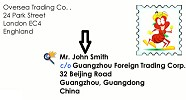 Oversea Trading Co. .
24 Park Street
London EC4
Enghland
Mr. John Smith
c/o Guangzhou Foreign Trading Corp.
32 Beijing Road
Guangzhou, Guangdong
China